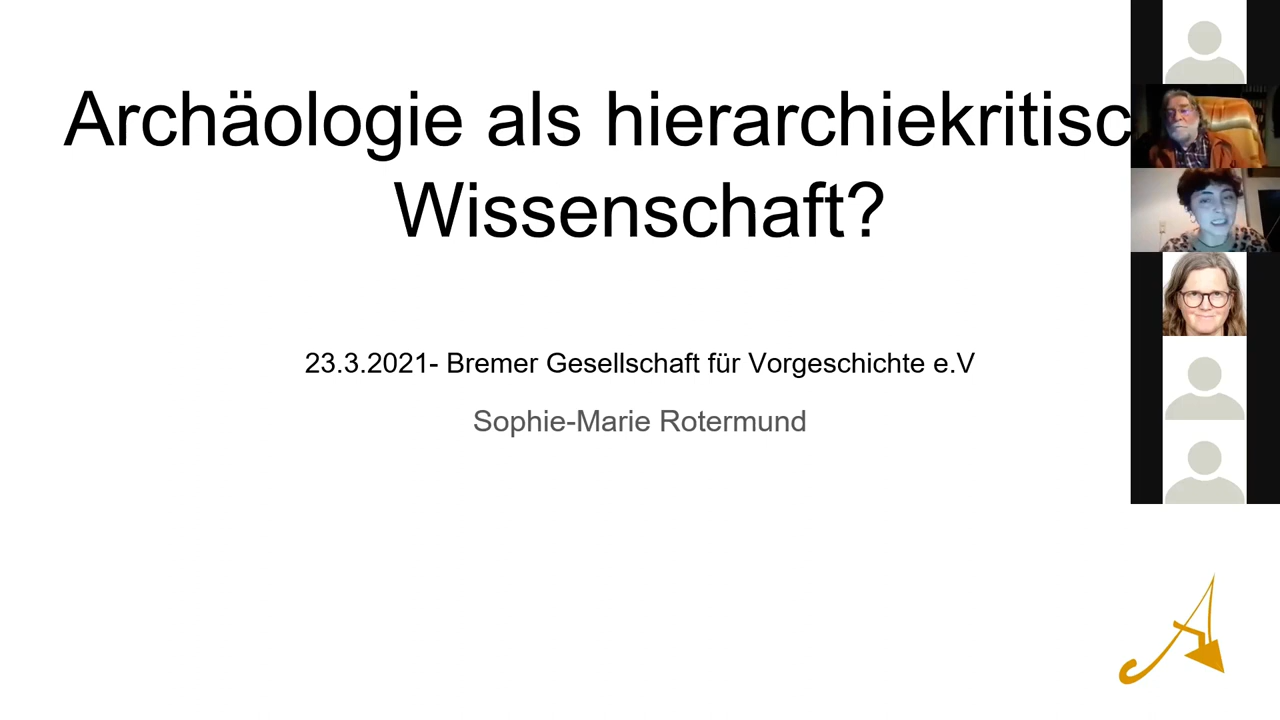 Archäologie als hierarchiekritisc
Wissenschaft?
23.3.2021- Bremer Gesellschaft für Vorgeschichte e.V
Sophie-Marie Rotermund